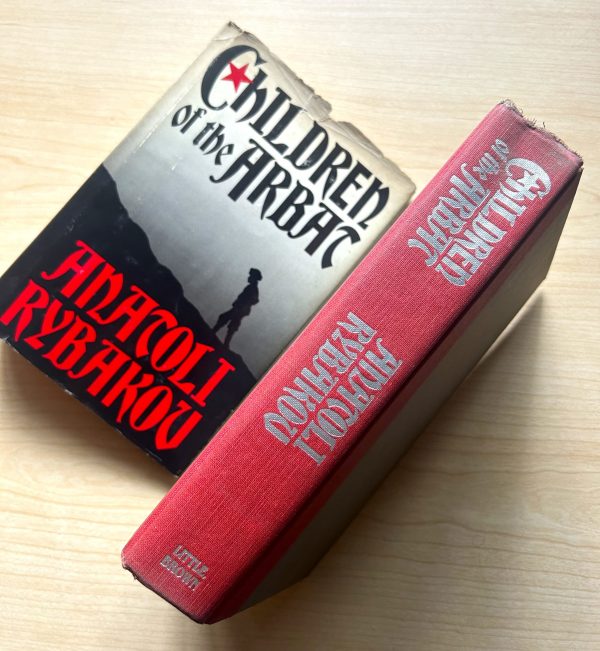 CHILDREN
of the ARBAT
ANATOLI
RYBAKOV
CHILDREN
of the ARBAT
ANATOLI
RYBAKOV
LITTLE,
BROWN